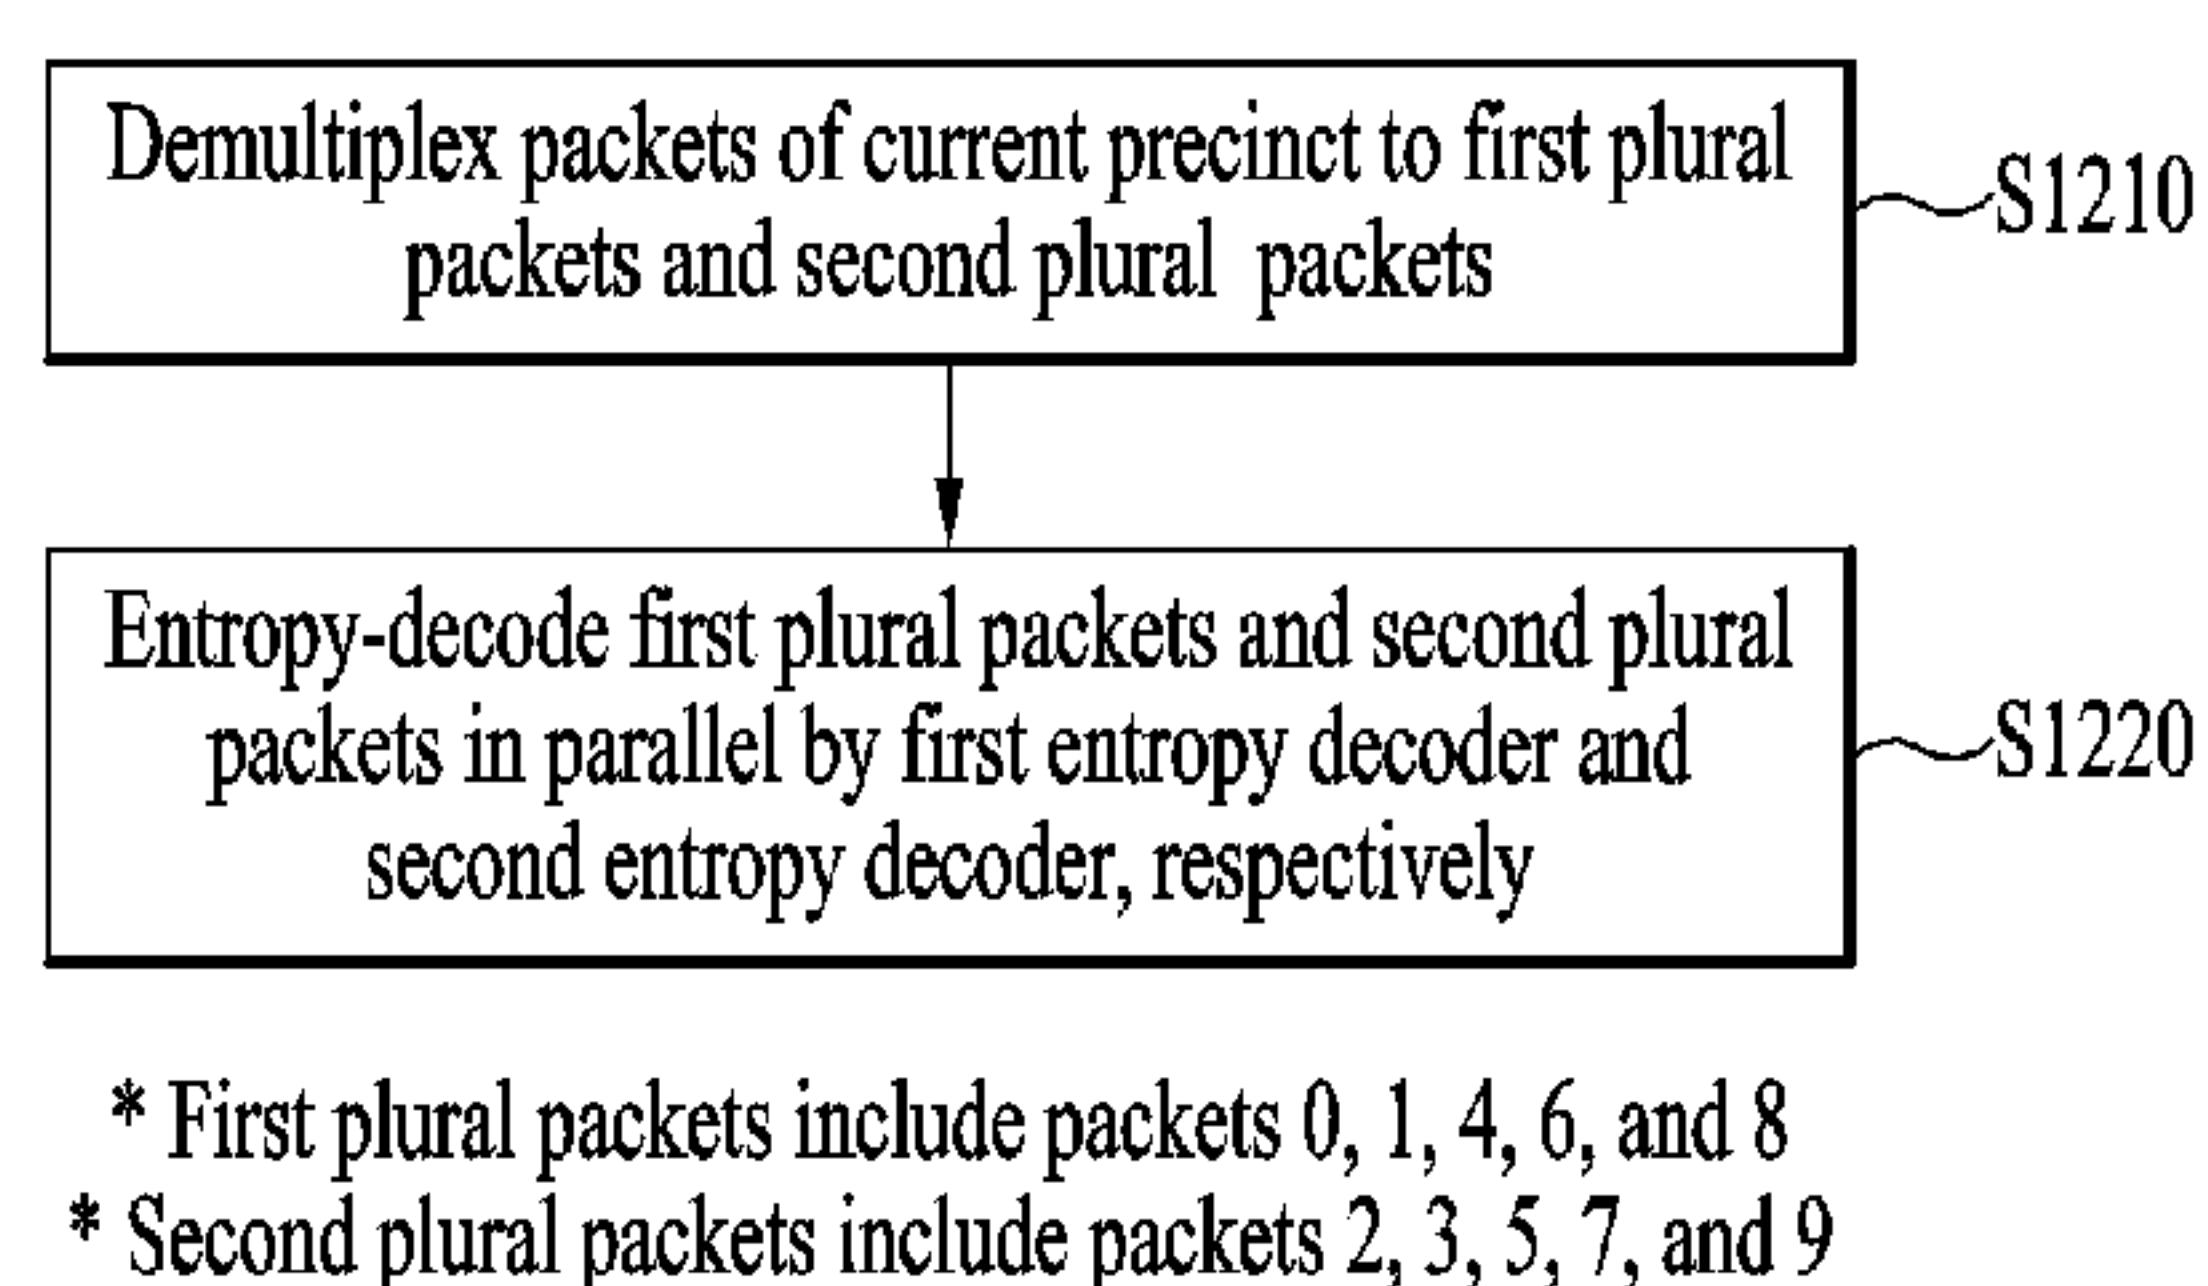 Demultiplex packets of current precinct to first plural
packets and second plural packets
S1210
Entropy-decode first plural packets and second plural
packets in parallel by first entropy decoder and
second entropy decoder, respectively
S1220
* First plural packets include packets 0, 1, 4, 6, and 8
* Second plural packets include packets 2, 3, 5, 7, and 9